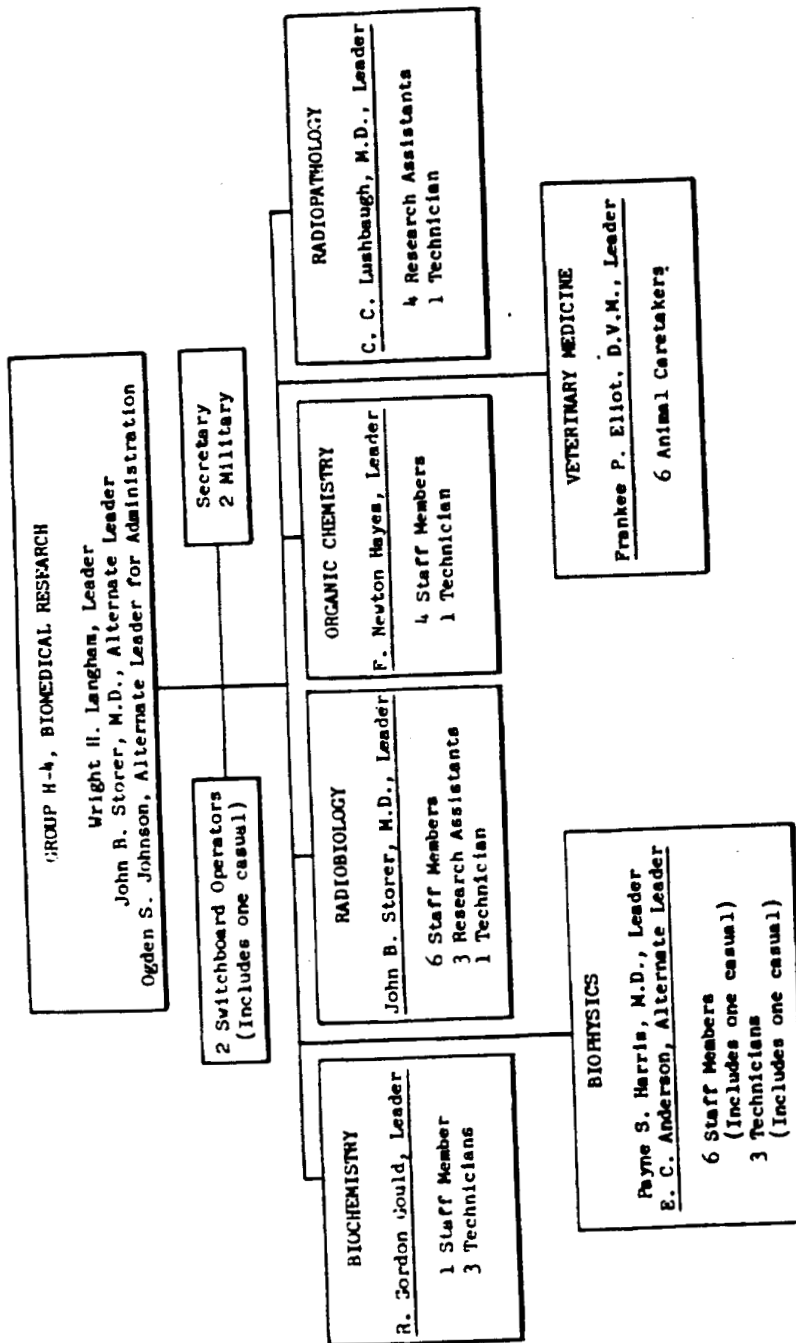 GROUP H-4, BIOMEDICAL RESEARCH
Wright H. Langham, Leader
John B. Storer, M.D., Alternate Leader
Ogden S. Johnson, Alternate Leader for Administration
2 Switchboard Operators
(Includes one casual)
Secretary
2 Military
BIOCHEMISTRY
R. Gordon Gould, Leader
1 Staff Member
3 Technicians
RADIOBIOLOGY
John B. Storer, M.D., Leader
6 Staff Members
3 Research Assistants
1 Technician
ORGANIC CHEMISTRY
F. Newton Hayes, Leader
4 Staff Members
1 Technician
RADIOPATHOLOGY
C. C. Lushbaugh, M.D., Leader
4 Research Assistants
1 Technician
BIOPHYSICS
Payne S. Harris, M.D., Leader
E. C. Anderson, Alternate Leader
6 Staff Members
(Includes one casual)
3 Technicians
(Includes one casual)
VETERINARY MEDICINE
Frankee P. Eliot, D.V.M., Leader
6 Animal Caretakers